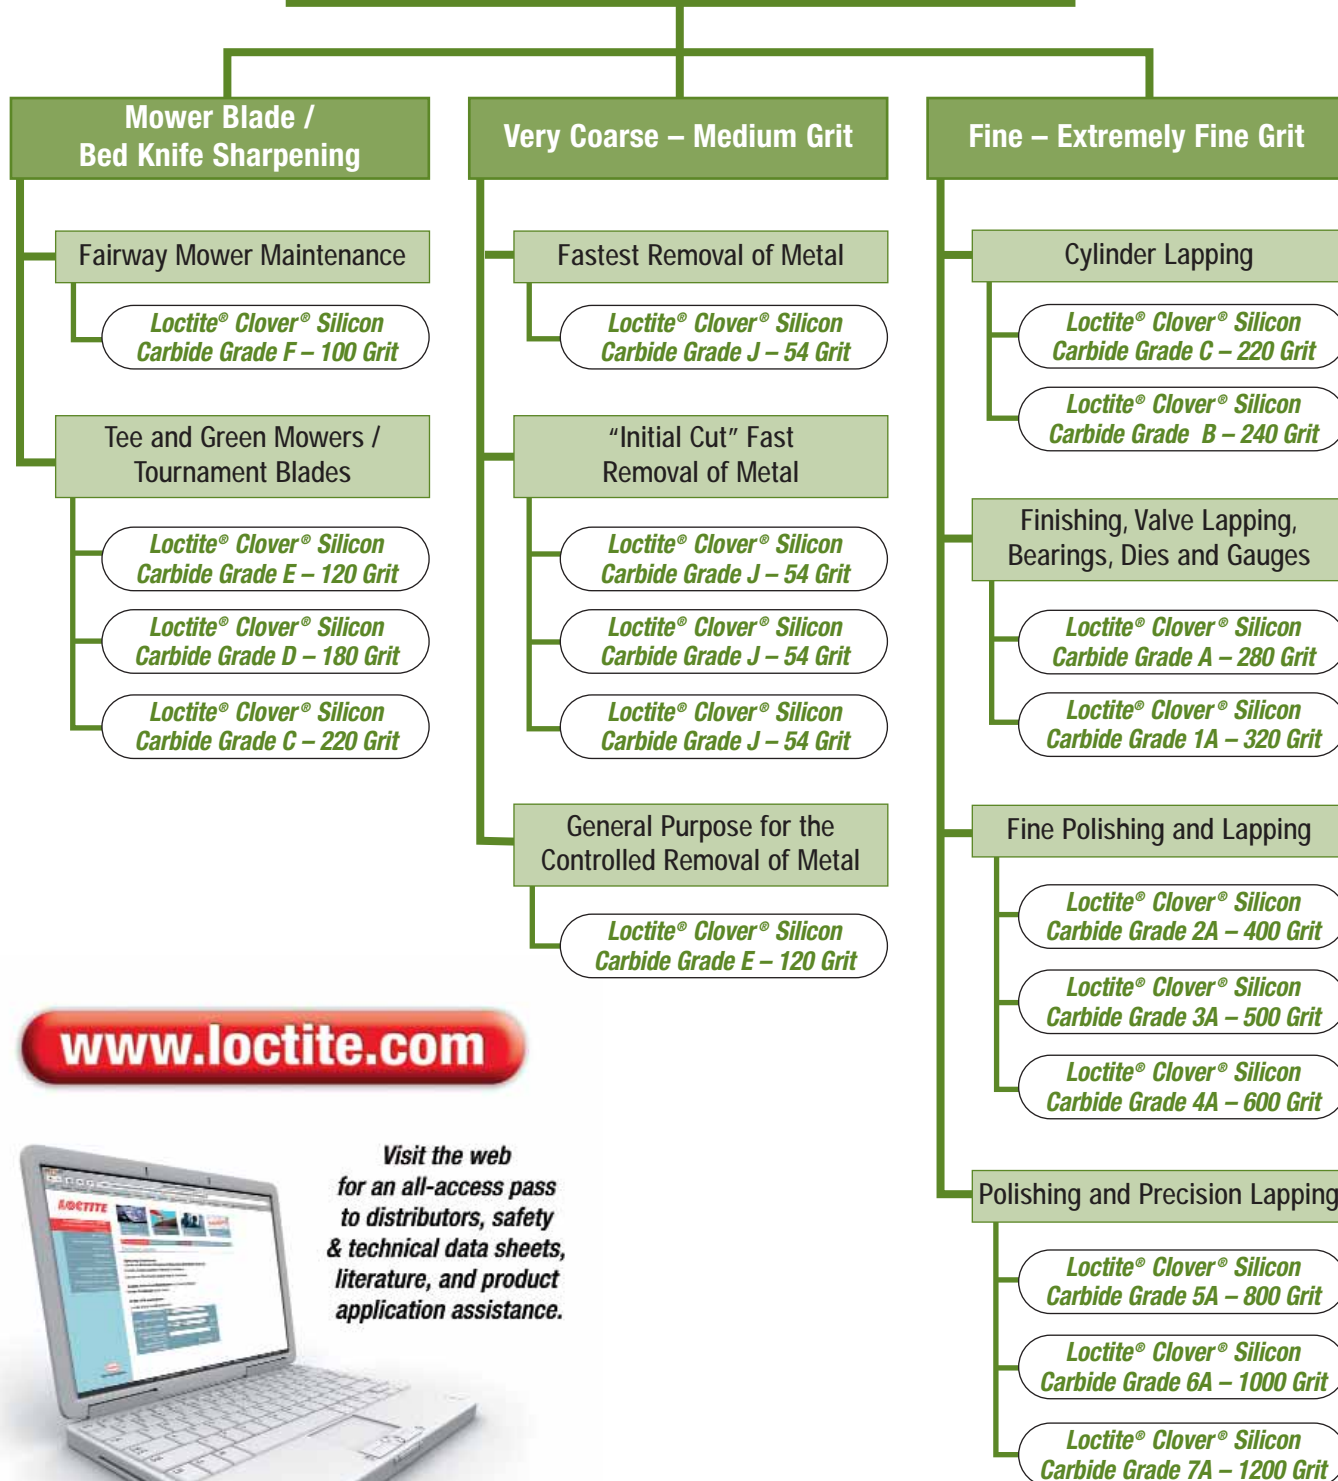 Mower Blade /
Bed Knife Sharpening
Fairway Mower Maintenance
Loctite® Clover® Silicon
Carbide Grade F – 100 Grit
Tee and Green Mowers /
Tournament Blades
Loctite® Clover® Silicon
Carbide Grade E – 120 Grit
Loctite® Clover® Silicon
Carbide Grade D – 180 Grit
Loctite® Clover® Silicon
Carbide Grade C – 220 Grit
Very Coarse – Medium Grit
Fastest Removal of Metal
Loctite® Clover® Silicon
Carbide Grade J – 54 Grit
“Initial Cut” Fast
Removal of Metal
Loctite® Clover® Silicon
Carbide Grade J – 54 Grit
Loctite® Clover® Silicon
Carbide Grade J – 54 Grit
Loctite® Clover® Silicon
Carbide Grade J – 54 Grit
General Purpose for the
Controlled Removal of Metal
Loctite® Clover® Silicon
Carbide Grade E – 120 Grit
Fine – Extremely Fine Grit
Cylinder Lapping
Loctite® Clover® Silicon
Carbide Grade C – 220 Grit
Loctite® Clover® Silicon
Carbide Grade B – 240 Grit
Finishing, Valve Lapping,
Bearings, Dies and Gauges
Loctite® Clover® Silicon
Carbide Grade A – 280 Grit
Loctite® Clover® Silicon
Carbide Grade 1A – 320 Grit
Fine Polishing and Lapping
Loctite® Clover® Silicon
Carbide Grade 2A – 400 Grit
Loctite® Clover® Silicon
Carbide Grade 3A – 500 Grit
Loctite® Clover® Silicon
Carbide Grade 4A – 600 Grit
Polishing and Precision Lapping
Loctite® Clover® Silicon
Carbide Grade 5A – 800 Grit
Loctite® Clover® Silicon
Carbide Grade 6A – 1000 Grit
Loctite® Clover® Silicon
Carbide Grade 7A – 1200 Grit
www.loctite.com
Visit the web
for an all-access pass
to distributors, safety
& technical data sheets,
literature, and product
application assistance.
LOCTITE